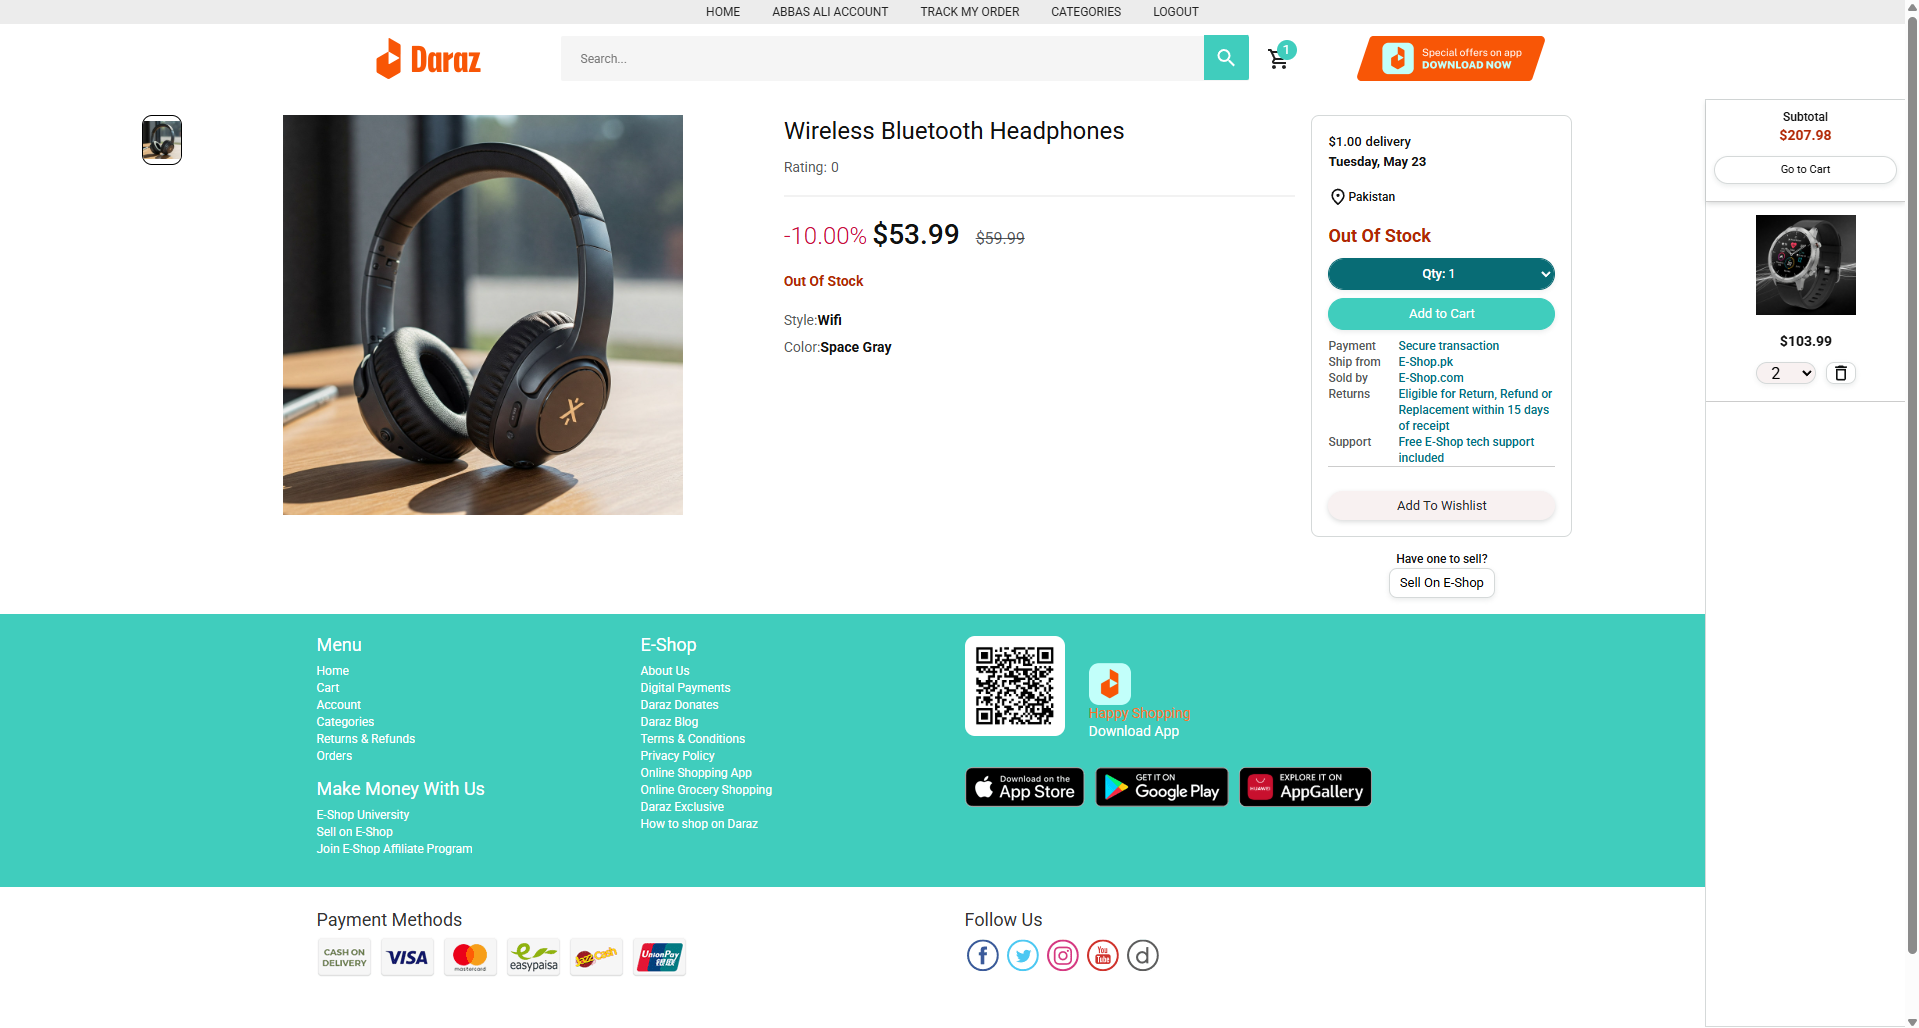 HOME ABBAS ALI ACCOUNT TRACK MY ORDER CATEGORIES LOGOUT
Daraz
Search...
1
Special offers on app
DOWNLOAD NOW
Wireless Bluetooth Headphones
Rating: 0
-10.00% $53.99 $59.99
Out Of Stock
Style:Wifi
Color:Space Gray
$1.00 delivery
Tuesday, May 23
Pakistan
Out Of Stock
Qty: 1
Add to Cart
Payment Secure transaction
Ship from E-Shop.pk
Sold by E-Shop.com
Returns Eligible for Return, Refund or
Replacement within 15 days
of receipt
Support Free E-Shop tech support
included
Add To Wishlist
Have one to sell?
Sell On E-Shop
Subtotal
$207.98
Go to Cart
$103.99
2
Menu
Home
Cart
Account
Categories
Returns & Refunds
Orders
Make Money With Us
E-Shop University
Sell on E-Shop
Join E-Shop Affiliate Program
E-Shop
About Us
Digital Payments
Daraz Donates
Daraz Blog
Terms & Conditions
Privacy Policy
Online Shopping App
Online Grocery Shopping
Daraz Exclusive
How to shop on Daraz
Happy Shopping
Download App
Download on the
App Store
GET IT ON
Google Play
HUAWEI
EXPLORE IT ON
AppGallery
Payment Methods
CASH ON
DELIVERY
VISA
mastercard
easypaisa
JazzCash
UnionPay
银联
Follow Us
f
You
Tube
d